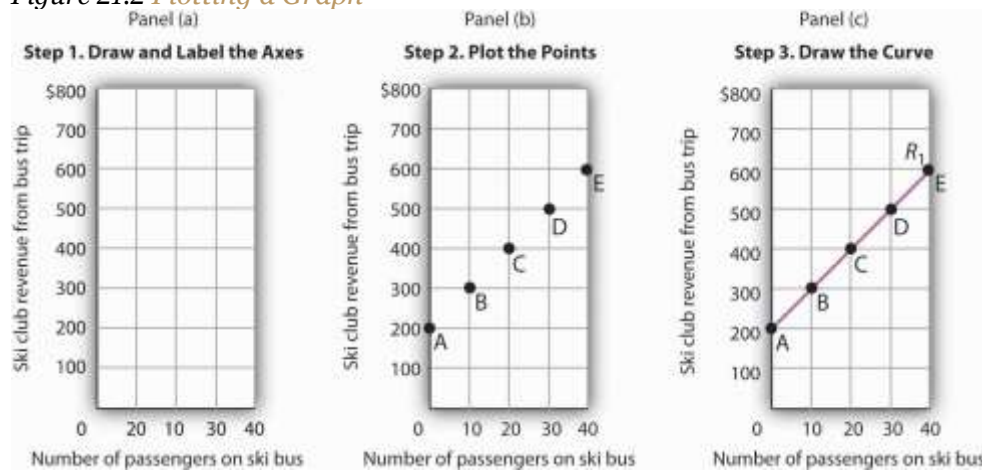 Figure 21.2 Plotting a Graph
Panel (a)
Step 1. Draw and Label the Axes
Ski club revenue from bus trip
$800
700
600
500
400
300
200
100
0 20 10 30 40
Number of passengers on ski bus
Panel (b)
Step 2. Plot the Points
Ski club revenue from bus trip
$800
700
600
500
400
300
200
100
E
D
C
B
A
0 10 20 30 40
Number of passengers on ski bus
Panel (c)
Step 3. Draw the Curve
Ski club revenue from bus trip
$800
700
600
500
400
300
200
100
R1
E
D
C
B
A
0 10 20 30 40
Number of passengers on ski bus